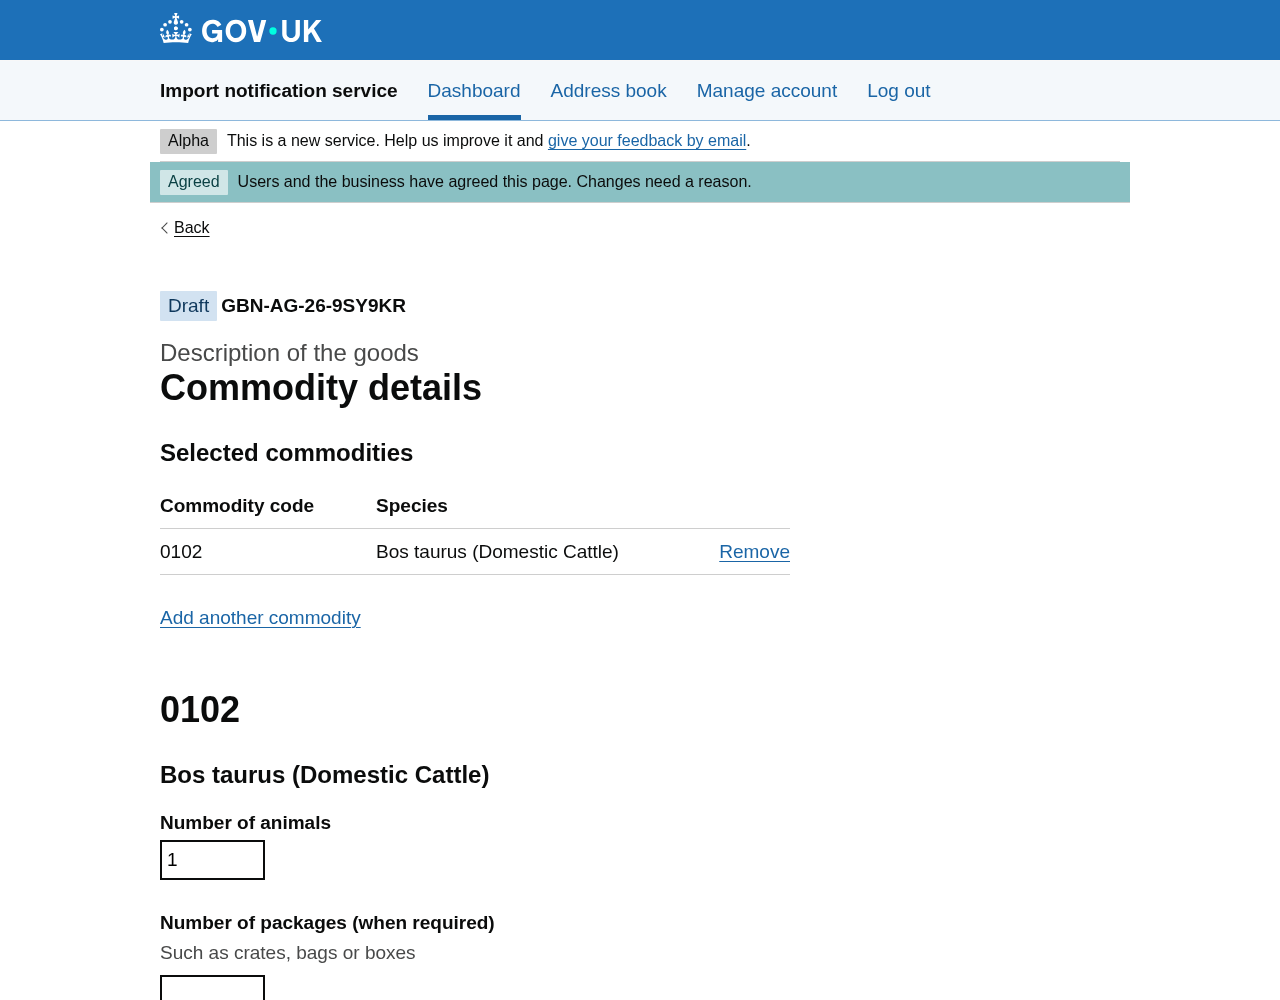 GOV·UK
Import notification service Dashboard Address book Manage account Log out
Alpha This is a new service. Help us improve it and give your feedback by email.
Agreed Users and the business have agreed this page. Changes need a reason.
Back
Draft GBN-AG-26-9SY9KR
Description of the goods
Commodity details
Selected commodities
Commodity code Species
0102 Bos taurus (Domestic Cattle) Remove
Add another commodity
0102
Bos taurus (Domestic Cattle)
Number of animals
1
Number of packages (when required)
Such as crates, bags or boxes